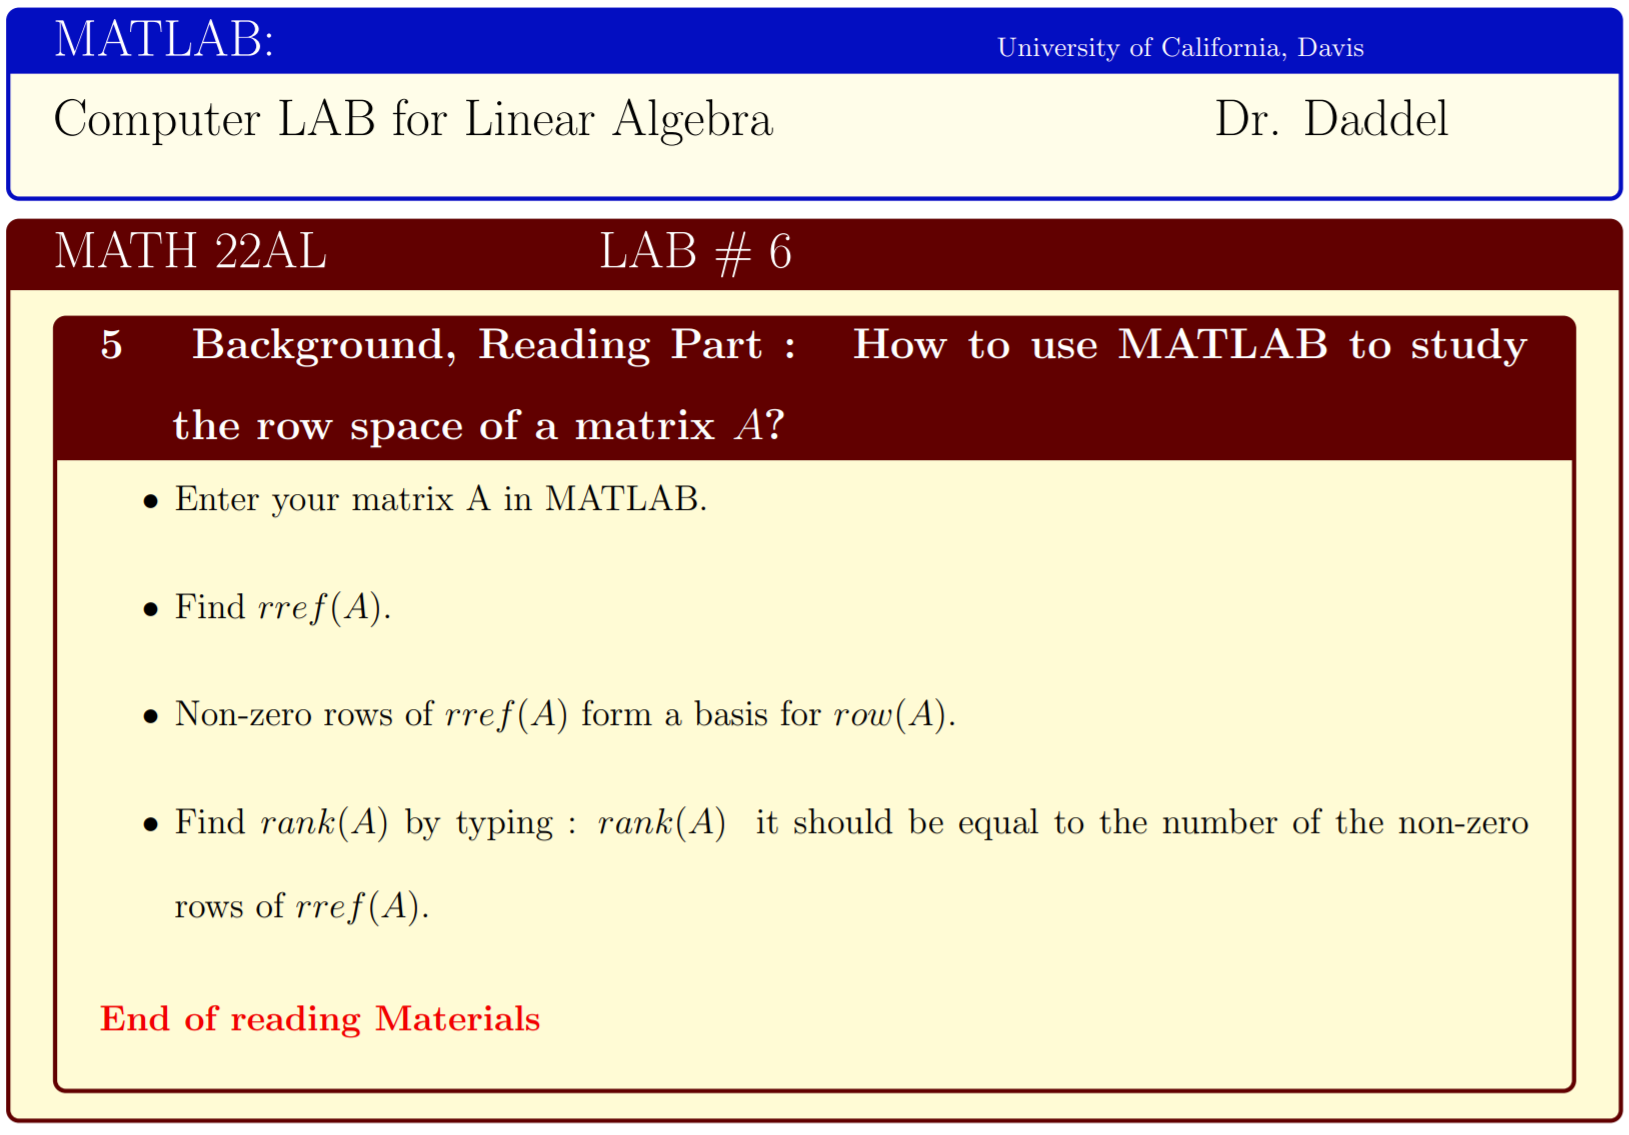 MATLAB: University of California, Davis
Computer LAB for Linear Algebra Dr. Daddel
MATH 22AL LAB # 6
5 Background, Reading Part : How to use MATLAB to study
the row space of a matrix A?
• Enter your matrix A in MATLAB.
• Find rref(A).
• Non-zero rows of rref(A) form a basis for row(A).
• Find rank(A) by typing : rank(A) it should be equal to the number of the non-zero
rows of rref(A).
End of reading Materials